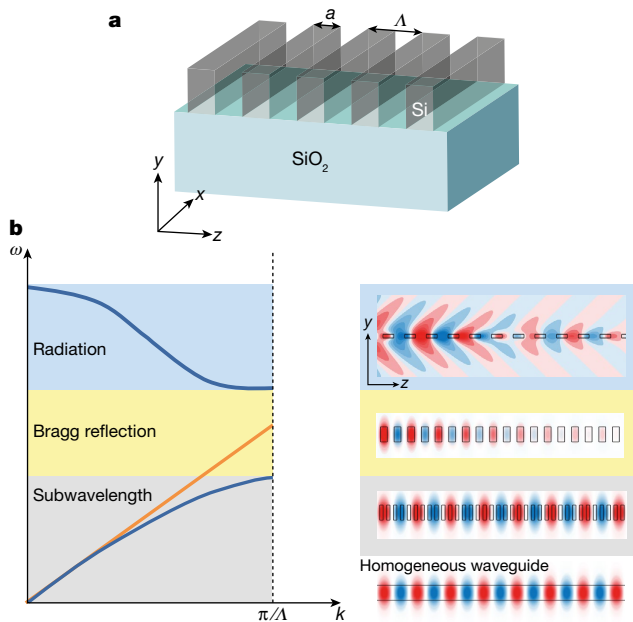 a
a
Λ
Si
SiO₂
y
x
z
b
ω
Radiation
Bragg reflection
Subwavelength
π/Λ
k
y
z
Homogeneous waveguide